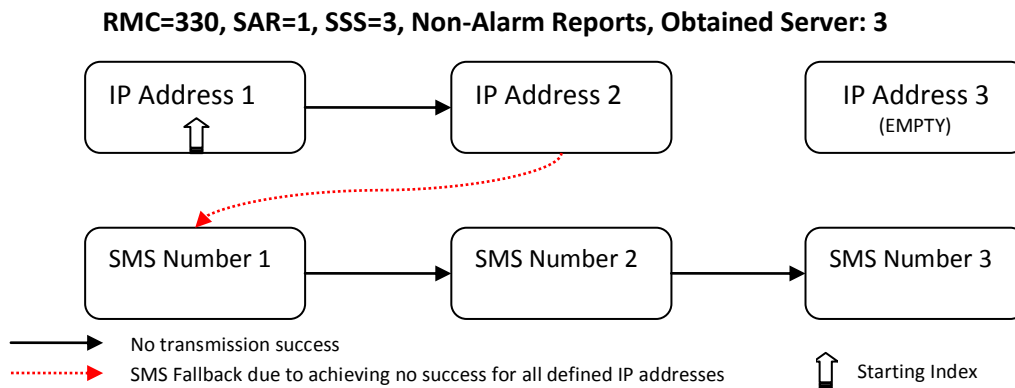 RMC=330, SAR=1, SSS=3, Non-Alarm Reports, Obtained Server: 3
IP Address 1
IP Address 2
IP Address 3
(EMPTY)
SMS Number 1
SMS Number 2
SMS Number 3
No transmission success
SMS Fallback due to achieving no success for all defined IP addresses
Starting Index